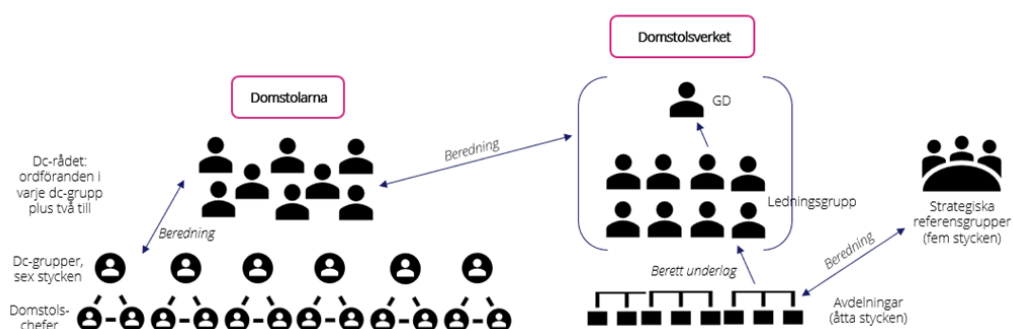 Domstolsverket
Domstolarna
GD
Dc-rådet:
ordföranden i
varje dc-grupp
plus två till
Beredning
Ledningsgrupp
Strategiska
referensgrupper
(fem stycken)
Beredning
Beredning
Dc-grupper,
sex stycken
Berett underlag
Domstols-
chefer
Avdelningar
(åtta stycken)